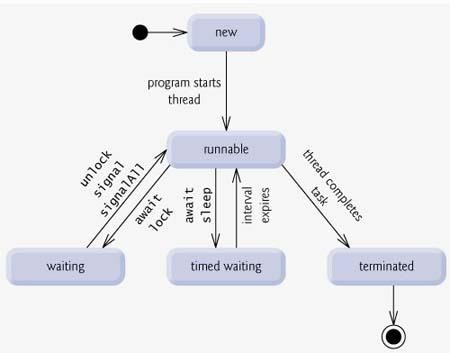 new
program starts
thread
runnable
unlock
signal
signalAll
await
lock
await
sleep
interval
expires
thread completes
task
waiting
timed waiting
terminated